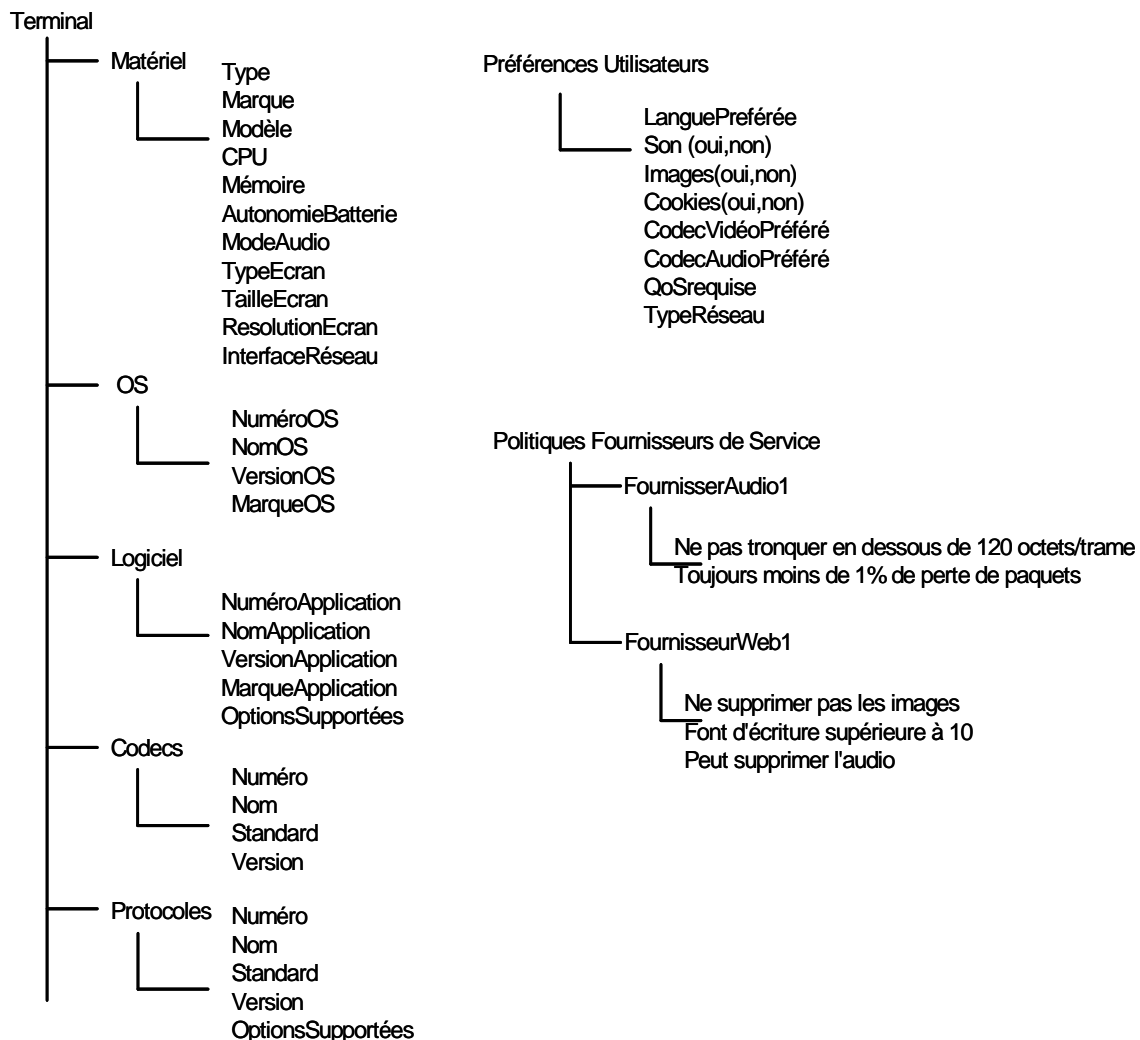 Terminal
Matériel
Type
Marque
Modèle
CPU
Mémoire
AutonomieBatterie
ModeAudio
TypeEcran
TailleEcran
ResolutionEcran
InterfaceRéseau
OS
NuméroOS
NomOS
VersionOS
MarqueOS
Logiciel
NuméroApplication
NomApplication
VersionApplication
MarqueApplication
OptionsSupportées
Codecs
Numéro
Nom
Standard
Version
Protocoles
Numéro
Nom
Standard
Version
OptionsSupportées
Préférences Utilisateurs
LanguePreférée
Son (oui,non)
Images(oui,non)
Cookies(oui,non)
CodecVidéoPréféré
CodecAudioPréféré
QoSrequise
TypeRéseau
Politiques Fournisseurs de Service
FournisserAudio1
Ne pas tronquer en dessous de 120 octets/trame
Toujours moins de 1% de perte de paquets
FournisseurWeb1
Ne supprimer pas les images
Font d'écriture supérieure à 10
Peut supprimer l'audio